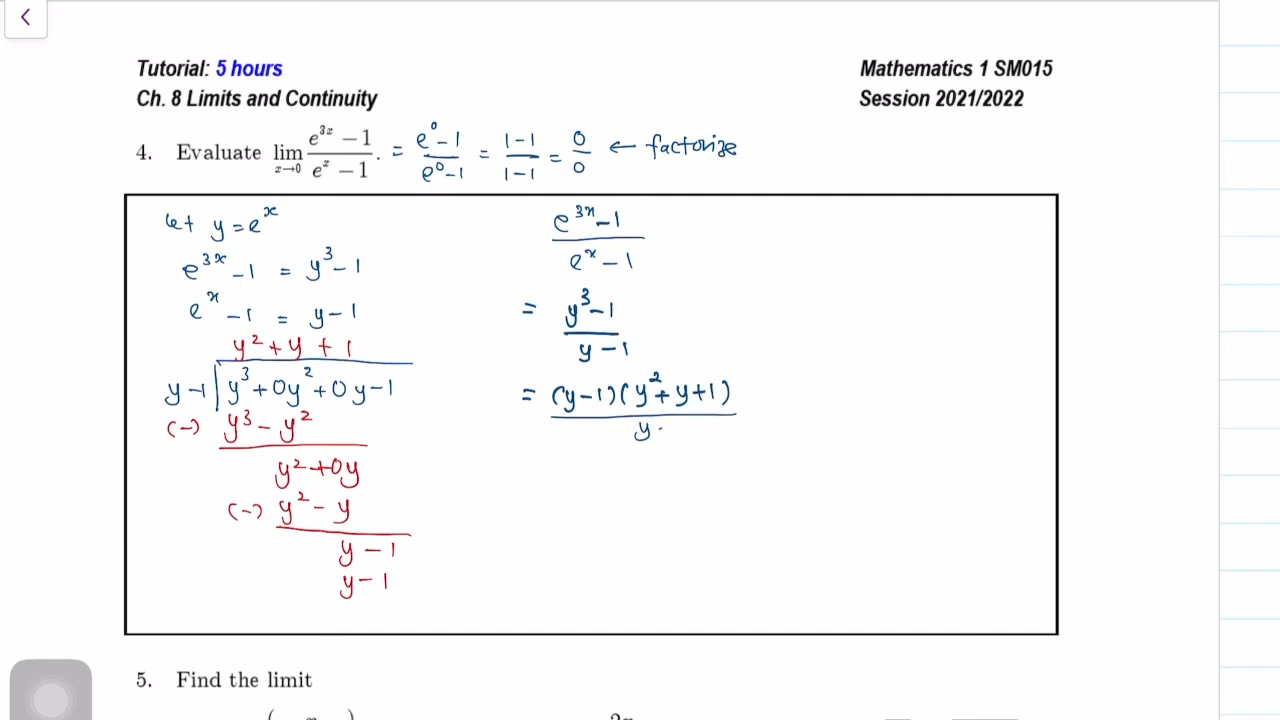 Tutorial: 5 hours
Mathematics 1 SM015
Ch. 8 Limits and Continuity
Session 2021/2022
4. Evaluate lim x→0 (e^{3x} − 1)/(e^x − 1). = (e^0 − 1)/(e^0 − 1) = (1 − 1)/(1 − 1) = 0/0 ← factorize
let y = e^x
e^{3x} − 1 = y^3 − 1
e^x − 1 = y − 1
y^2 + y + 1
y − 1 | y^3 + 0y^2 + 0y − 1
(−) y^3 − y^2
y^2 + 0y
(−) y^2 − y
y − 1
y − 1
e^{3x} − 1
e^x − 1
= y^3 − 1
y − 1
= (y − 1)(y^2 + y + 1)
y
5. Find the limit